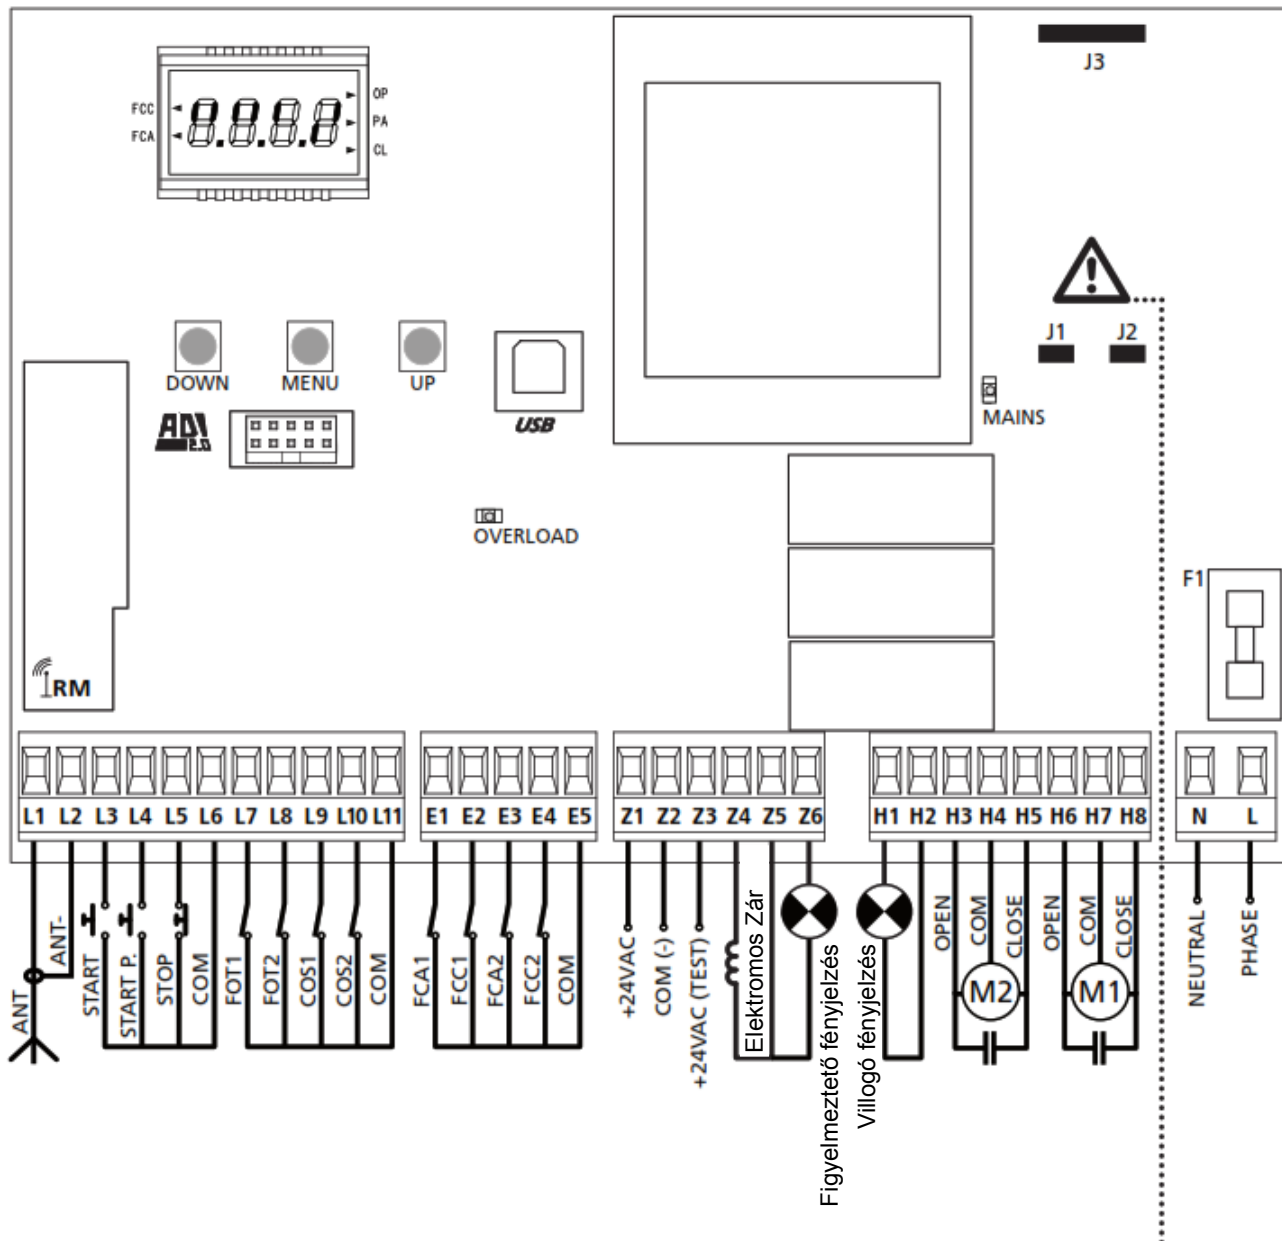 J3
FCC
FCA
OP
PA
CL
J1
J2
DOWN
MENU
UP
MAINS
ADI
2.0
USB
OVERLOAD
F1
RM
L1 L2 L3 L4 L5 L6 L7 L8 L9 L10 L11
E1 E2 E3 E4 E5
Z1 Z2 Z3 Z4 Z5 Z6
H1 H2 H3 H4 H5 H6 H7 H8
N L
ANT
ANT-
START
START P.
STOP
COM
FOT1
FOT2
COS1
COS2
COM
FCA1
FCC1
FCA2
FCC2
COM
+24VAC
COM (-)
+24VAC (TEST)
Elektromos Zár
Figyelmeztető fényjelzés
Villogó fényjelzés
OPEN
COM
CLOSE
M2
OPEN
COM
CLOSE
M1
NEUTRAL
PHASE